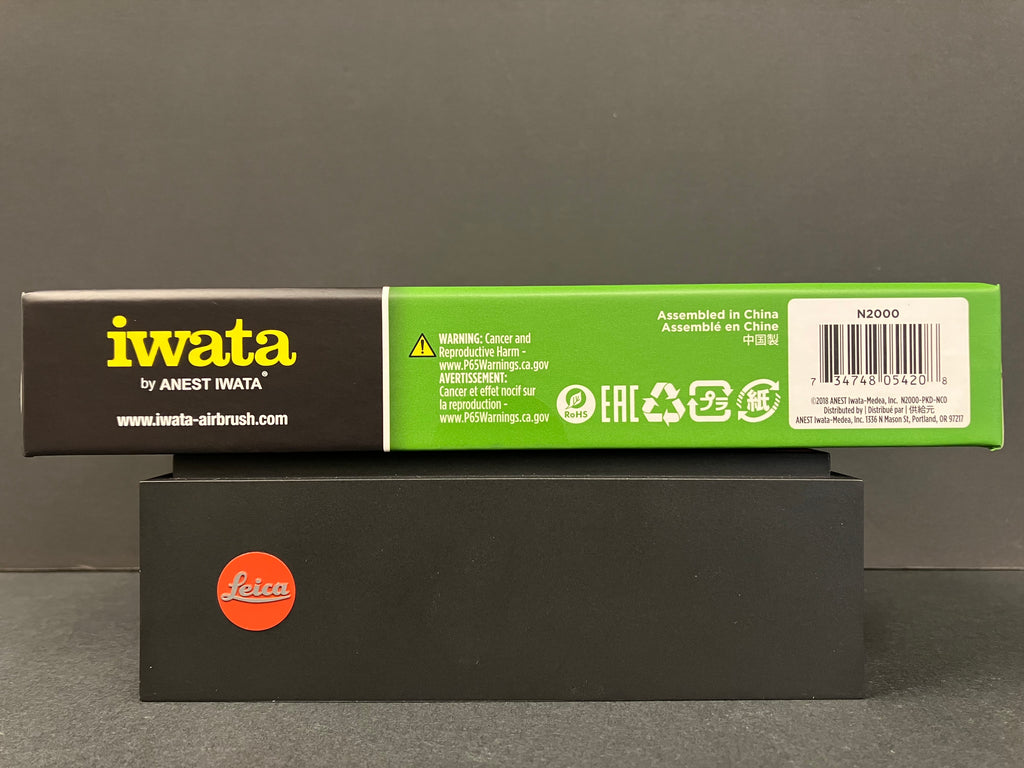 iwata
by ANEST IWATA®
www.iwata-airbrush.com
WARNING: Cancer and
Reproductive Harm -
www.P65Warnings.ca.gov
AVERTISSEMENT:
Cancer et effet nocif sur
la reproduction -
www.P65Warnings.ca.gov
RoHS
EAC
プラ
紙
Assembled in China
Assemblé en Chine
中国製
N2000
7 34748 05420 8
©2018 ANEST Iwata-Medea, Inc. N2000-PKD-NCO
Distributed by | Distribué par | 供給元
ANEST Iwata-Medea, Inc. 1336 N Mason St, Portland, OR 97217
Leica